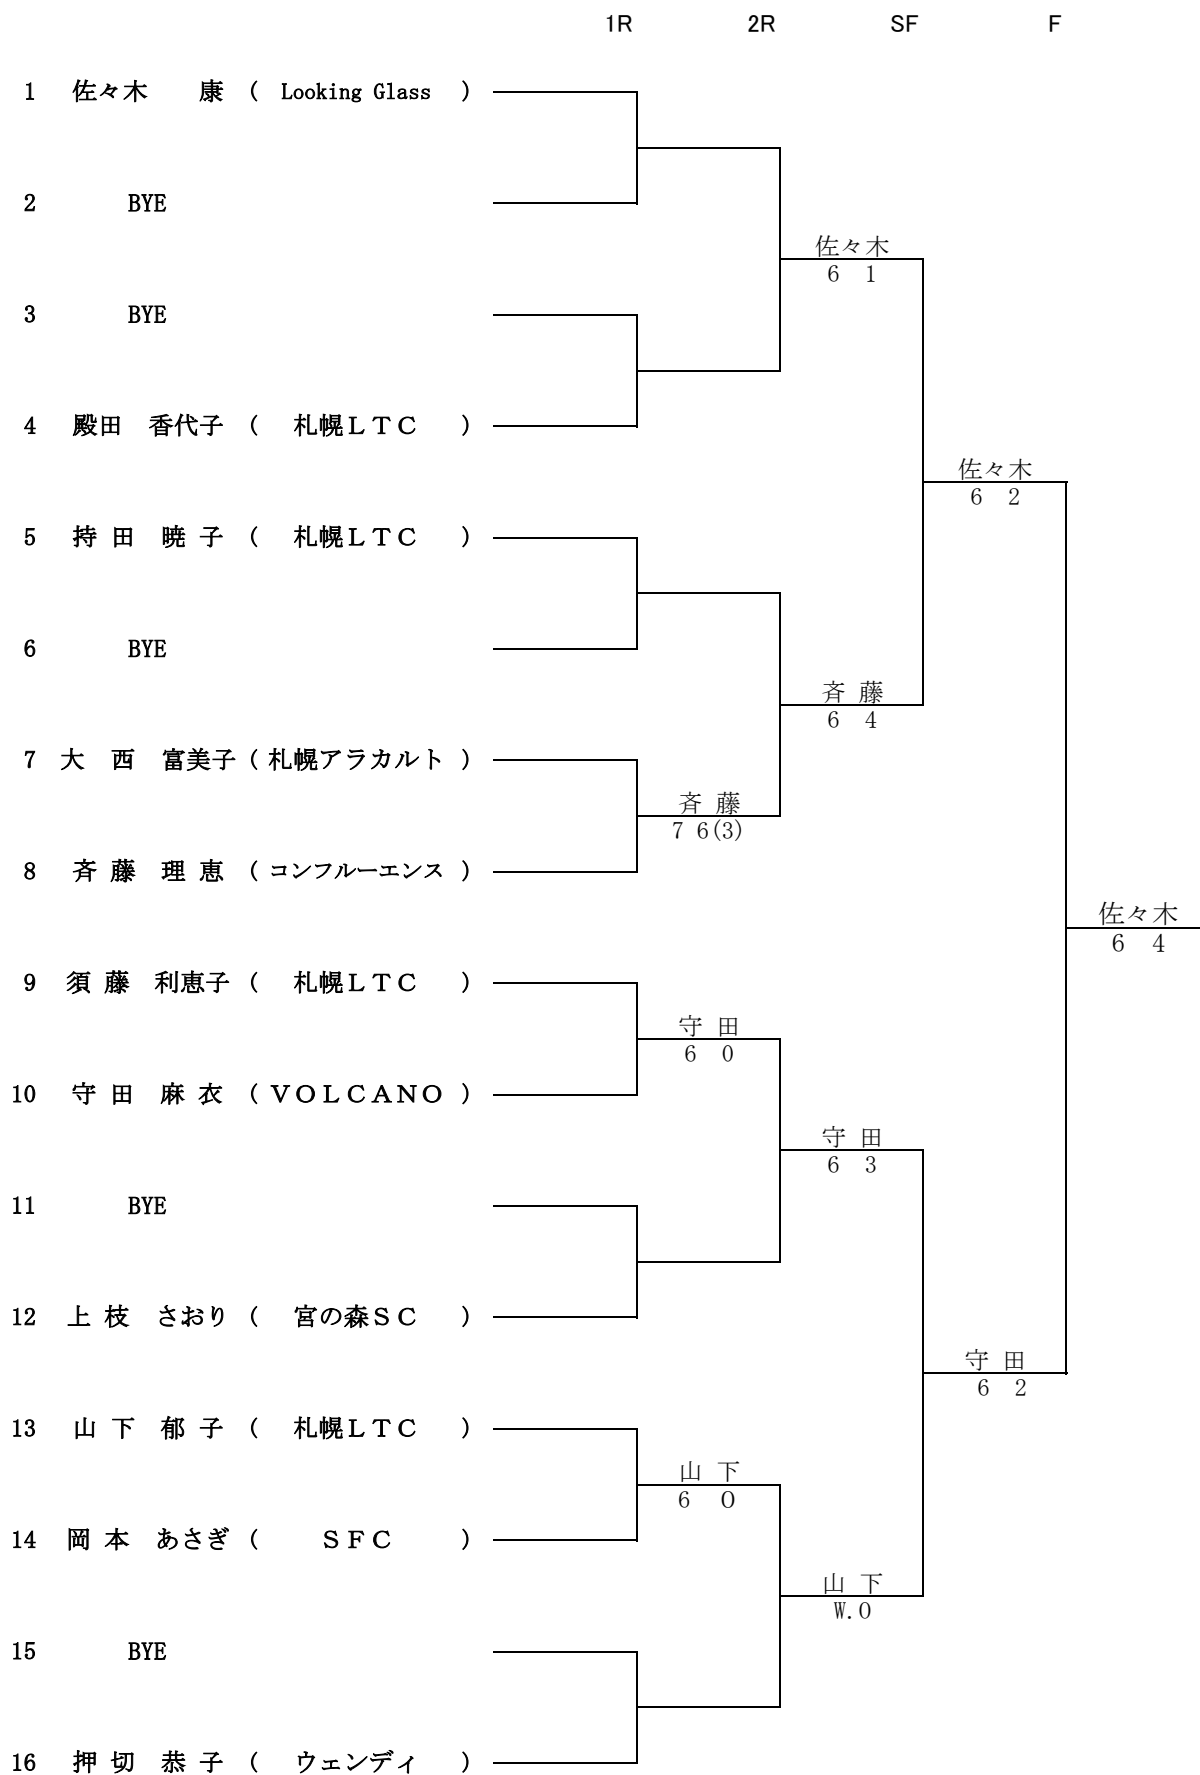 1R 2R SF F
1 佐々木 康 ( Looking Glass )
2 BYE
佐々木
6 1
3 BYE
4 殿田 香代子 ( 札幌ＬＴＣ )
佐々木
6 2
5 持田 暁子 ( 札幌ＬＴＣ )
6 BYE
斉藤
6 4
7 大西 富美子 ( 札幌アラカルト )
斉藤
7 6(3)
8 斉藤 理恵 ( コンフルーエンス )
佐々木
6 4
9 須藤 利恵子 ( 札幌ＬＴＣ )
守田
6 0
10 守田 麻衣 ( ＶＯＬＣＡＮＯ )
守田
6 3
11 BYE
12 上枝 さおり ( 宮の森ＳＣ )
守田
6 2
13 山下 郁子 ( 札幌ＬＴＣ )
山下
6 O
14 岡本 あさぎ ( ＳＦＣ )
山下
W.O
15 BYE
16 押切 恭子 ( ウェンディ )